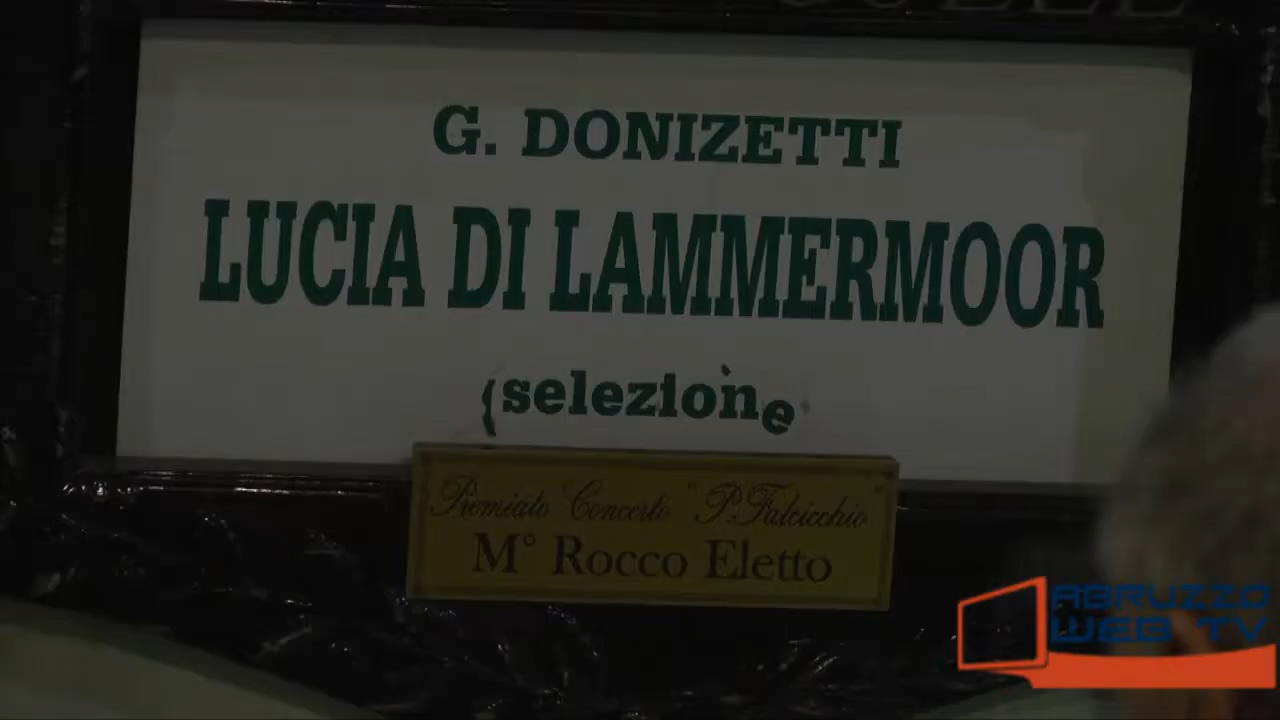 G. DONIZETTI
LUCIA DI LAMMERMOOR
(selezione
Premiato Concerto "P. Falcicchio"
M° Rocco Eletto
ABRUZZO
WEB TV